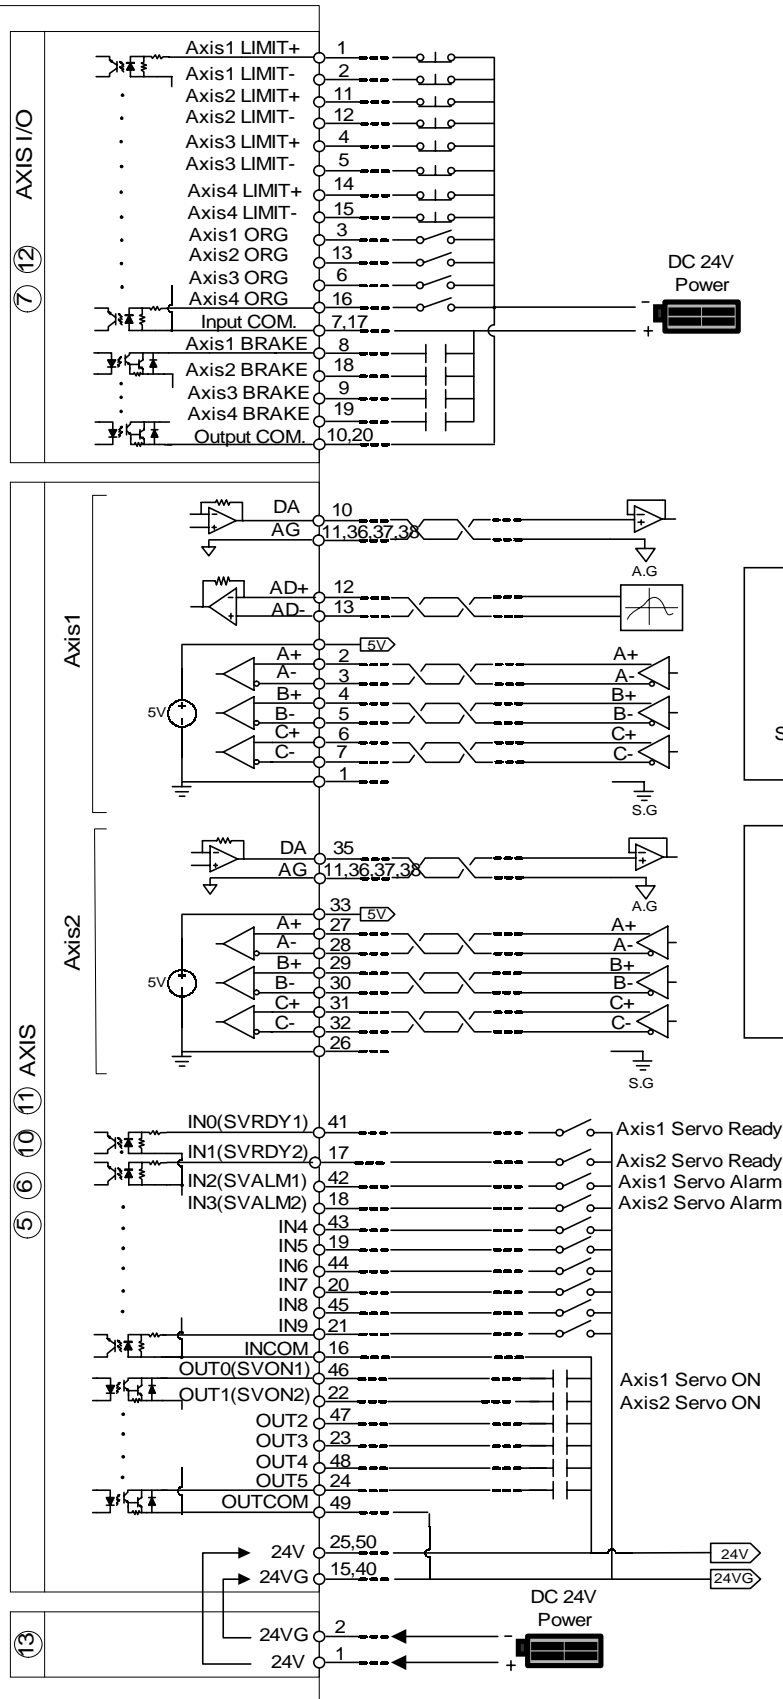 AXIS I/O
⑦ ⑫
Axis1 LIMIT+ 1
Axis1 LIMIT- 2
Axis2 LIMIT+ 11
Axis2 LIMIT- 12
Axis3 LIMIT+ 4
Axis3 LIMIT- 5
Axis4 LIMIT+ 14
Axis4 LIMIT- 15
Axis1 ORG 3
Axis2 ORG 13
Axis3 ORG 6
Axis4 ORG 16
Input COM. 7,17
Axis1 BRAKE 8
Axis2 BRAKE 18
Axis3 BRAKE 9
Axis4 BRAKE 19
Output COM. 10,20
DC 24V
Power
-
+
⑤ ⑥ ⑩ ⑪ AXIS
Axis1
DA 10
AG 11,36,37,38
A.G
AD+ 12
AD- 13
5V
5V
A+ 2 A+
A- 3 A-
B+ 4 B+
B- 5 B-
C+ 6 C+
C- 7 C-
1
S.G
S
Axis2
DA 35
AG 11,36,37,38
A.G
33 5V
5V
A+ 27 A+
A- 28 A-
B+ 29 B+
B- 30 B-
C+ 31 C+
C- 32 C-
26
S.G
IN0(SVRDY1) 41 Axis1 Servo Ready
IN1(SVRDY2) 17 Axis2 Servo Ready
IN2(SVALM1) 42 Axis1 Servo Alarm
IN3(SVALM2) 18 Axis2 Servo Alarm
IN4 43
IN5 19
IN6 44
IN7 20
IN8 45
IN9 21
INCOM 16
OUT0(SVON1) 46 Axis1 Servo ON
OUT1(SVON2) 22 Axis2 Servo ON
OUT2 47
OUT3 23
OUT4 48
OUT5 24
OUTCOM 49
24V 25,50 24V
24VG 15,40 24VG
⑬
DC 24V
Power
24VG 2 -
24V 1 +